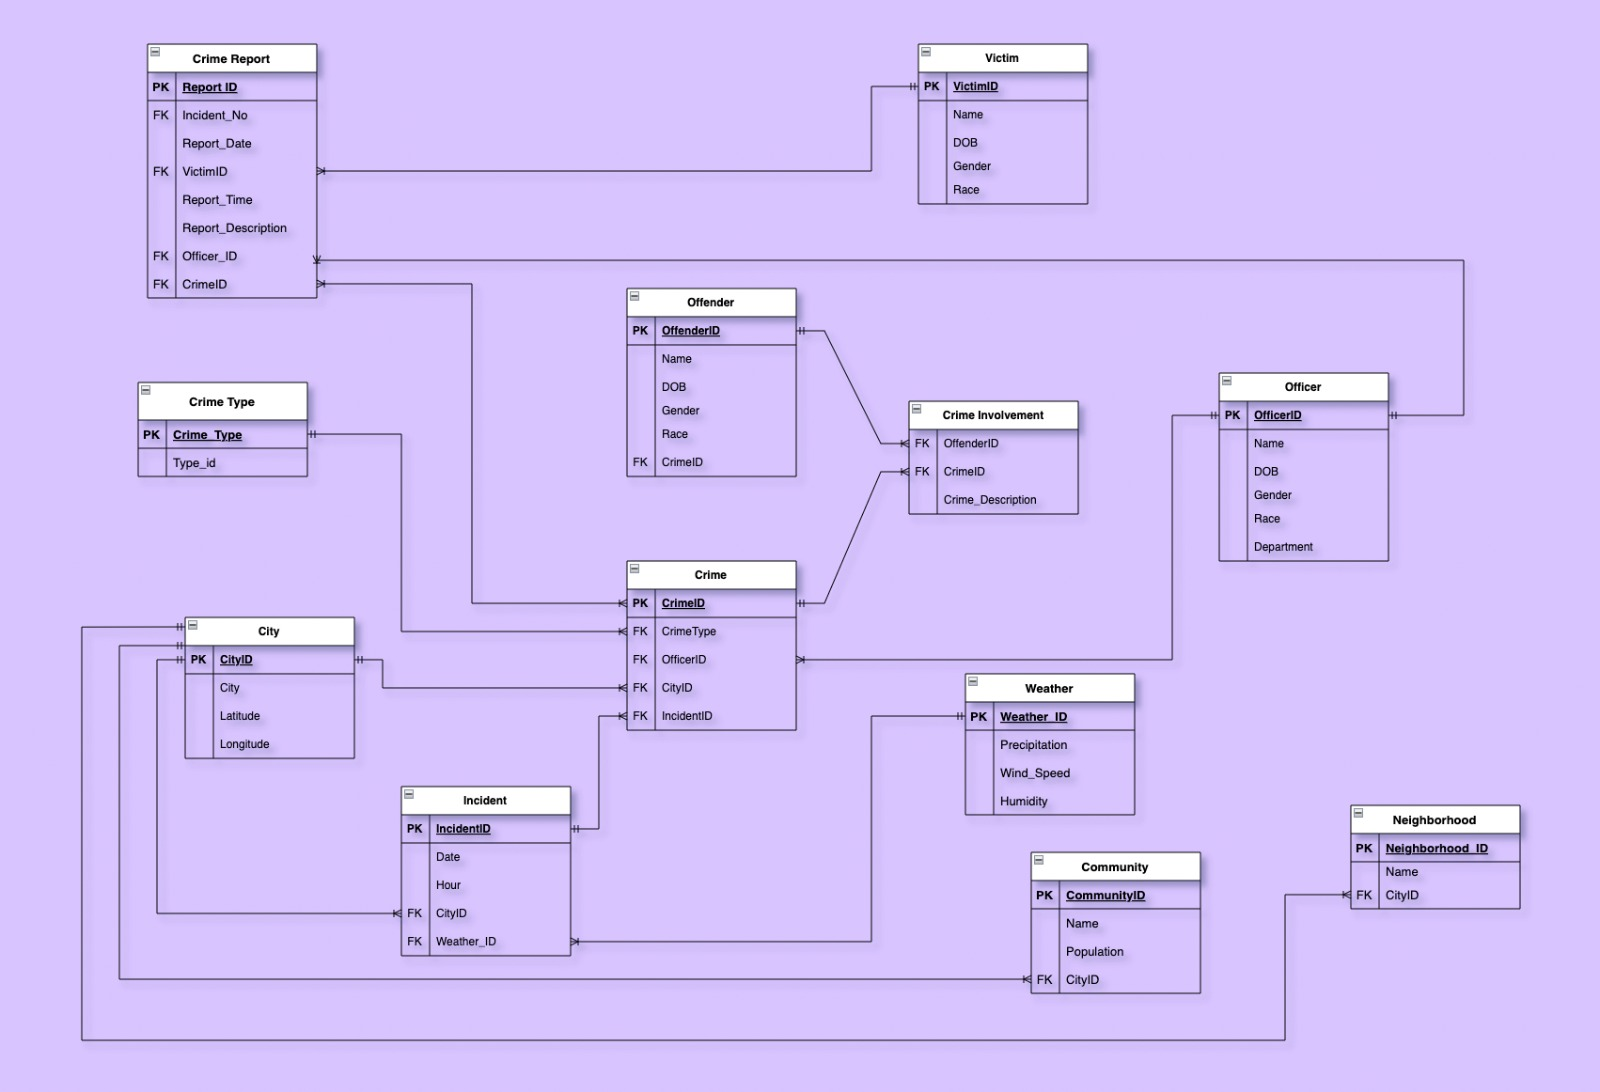 Crime Report
PK Report ID
FK Incident_No
Report_Date
FK VictimID
Report_Time
Report_Description
FK Officer_ID
FK CrimeID
Victim
PK VictimID
Name
DOB
Gender
Race
Offender
PK OffenderID
Name
DOB
Gender
Race
FK CrimeID
Crime Type
PK Crime_Type
Type_id
Crime Involvement
FK OffenderID
FK CrimeID
Crime_Description
Officer
PK OfficerID
Name
DOB
Gender
Race
Department
Crime
PK CrimeID
FK CrimeType
FK OfficerID
FK CityID
FK IncidentID
City
PK CityID
City
Latitude
Longitude
Weather
PK Weather_ID
Precipitation
Wind_Speed
Humidity
Incident
PK IncidentID
Date
Hour
FK CityID
FK Weather_ID
Community
PK CommunityID
Name
Population
FK CityID
Neighborhood
PK Neighborhood_ID
Name
FK CityID